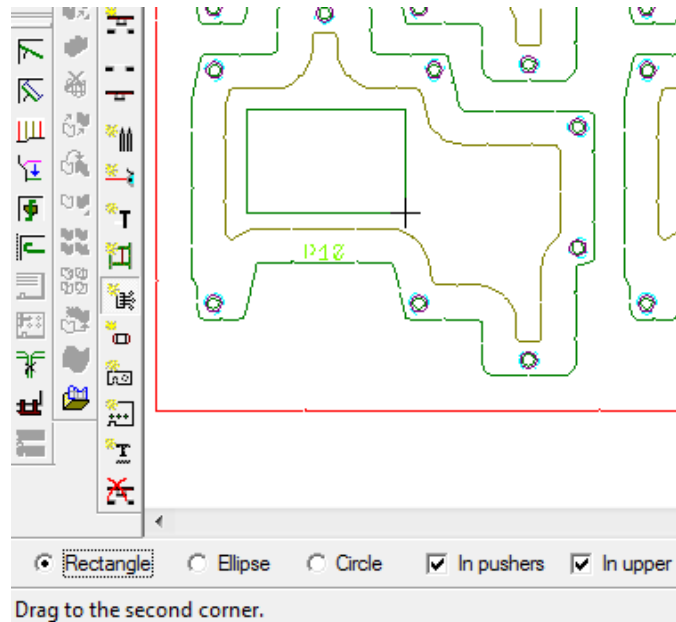 P18
Rectangle Ellipse Circle In pushers In upper
Drag to the second corner.